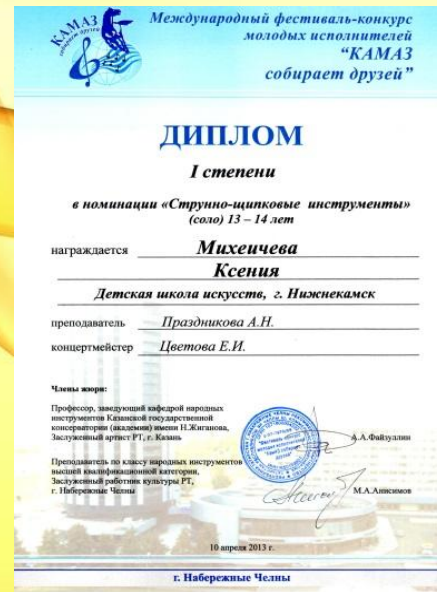 КАМАЗ
собирает друзей
Международный фестиваль-конкурс
молодых исполнителей
“КАМАЗ
собирает друзей”
ДИПЛОМ
I степени
в номинации «Струнно-щипковые инструменты»
(соло) 13 – 14 лет
награждается Михеичева
Ксения
Детская школа искусств, г. Нижнекамск
преподаватель Праздникова А.Н.
концертмейстер Цветова Е.И.
Члены жюри:
Профессор, заведующий кафедрой народных
инструментов Казанской государственной
консерватории (академии) имени Н.Жиганова,
Заслуженный артист РТ, г. Казань
А.А.Файзуллин
Преподаватель по классу народных инструментов
высшей квалификационной категории,
Заслуженный работник культуры РТ,
г. Набережные Челны
М.А.Анисимов
10 апреля 2013 г.
г. Набережные Челны